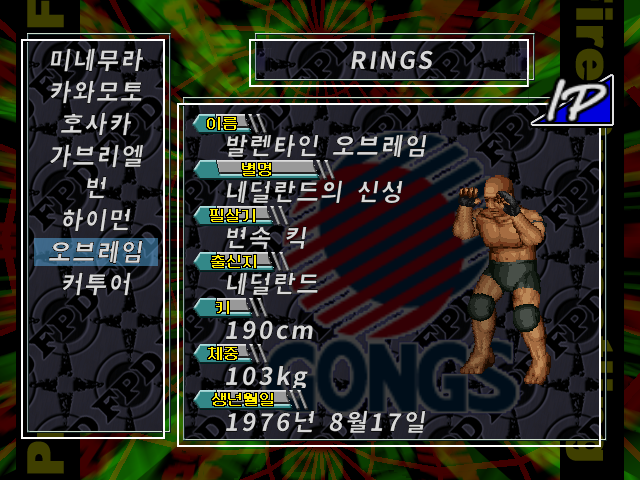 RINGS
1P
미네무라
카와모토
호사카
가브리엘
번
하이먼
오브레임
커투어
이름
발렌타인 오브레임
별명
네덜란드의 신성
필살기
변속 킥
출신지
네덜란드
키
190cm
체중
103kg
생년월일
1976년 8월17일
GONGS
FBD